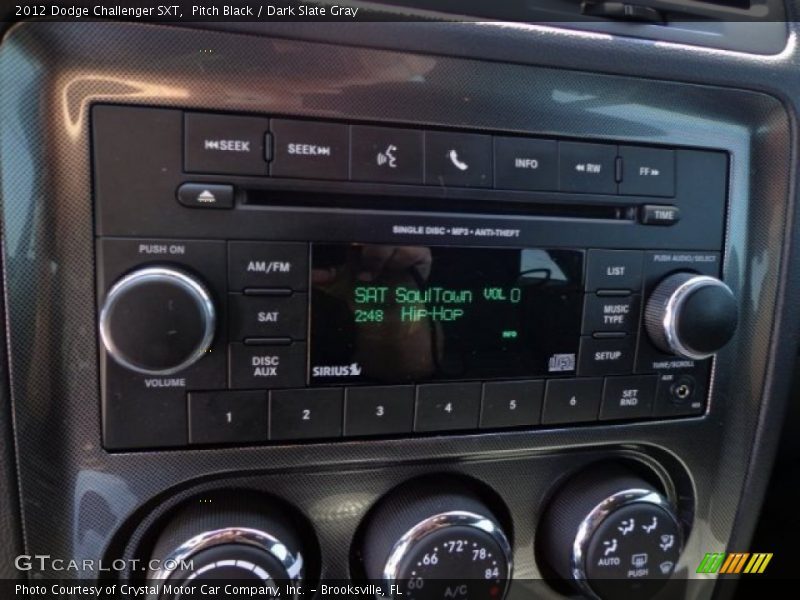 2012 Dodge Challenger SXT,  Pitch Black / Dark Slate Gray
SEEK SEEK INFO RW FF
TIME
SINGLE DISC • MP3 • ANTI-THEFT
PUSH ON
PUSH AUDIO/SELECT
AM/FM
LIST
SAT SoulTown VOL 0
2:48 Hip-Hop
SAT
MUSIC
TYPE
INFO
DISC
AUX
SETUP
SIRIUS
VOLUME
TUNE/SCROLL
AUX
1 2 3 4 5 6
SET
RND
66 72 78
60 84
A/C
AUTO
PUSH
GTCARLOT.COM
Photo Courtesy of Crystal Motor Car Company, Inc. – Brooksville, FL